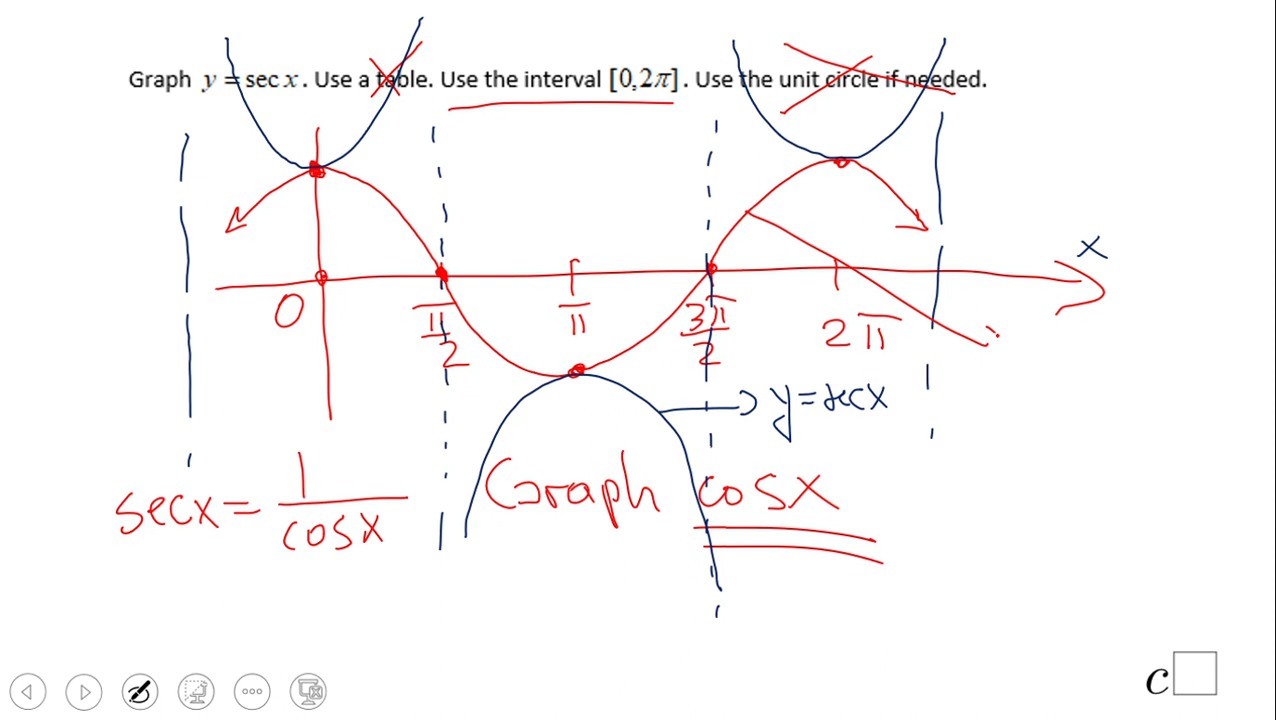 Graph y = sec x. Use a table. Use the interval [0,2π]. Use the unit circle if needed.
x
0
π/2
π
3π/2
2π
y=secx
secx = 1/cosx
Graph cosx
c